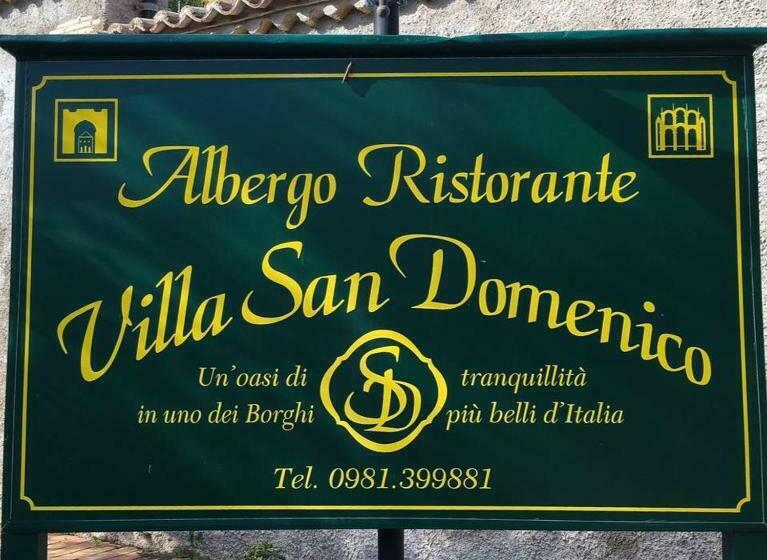 Albergo Ristorante
Villa San Domenico
Un'oasi di SD tranquillità
in uno dei Borghi più belli d'Italia
Tel. 0981.399881